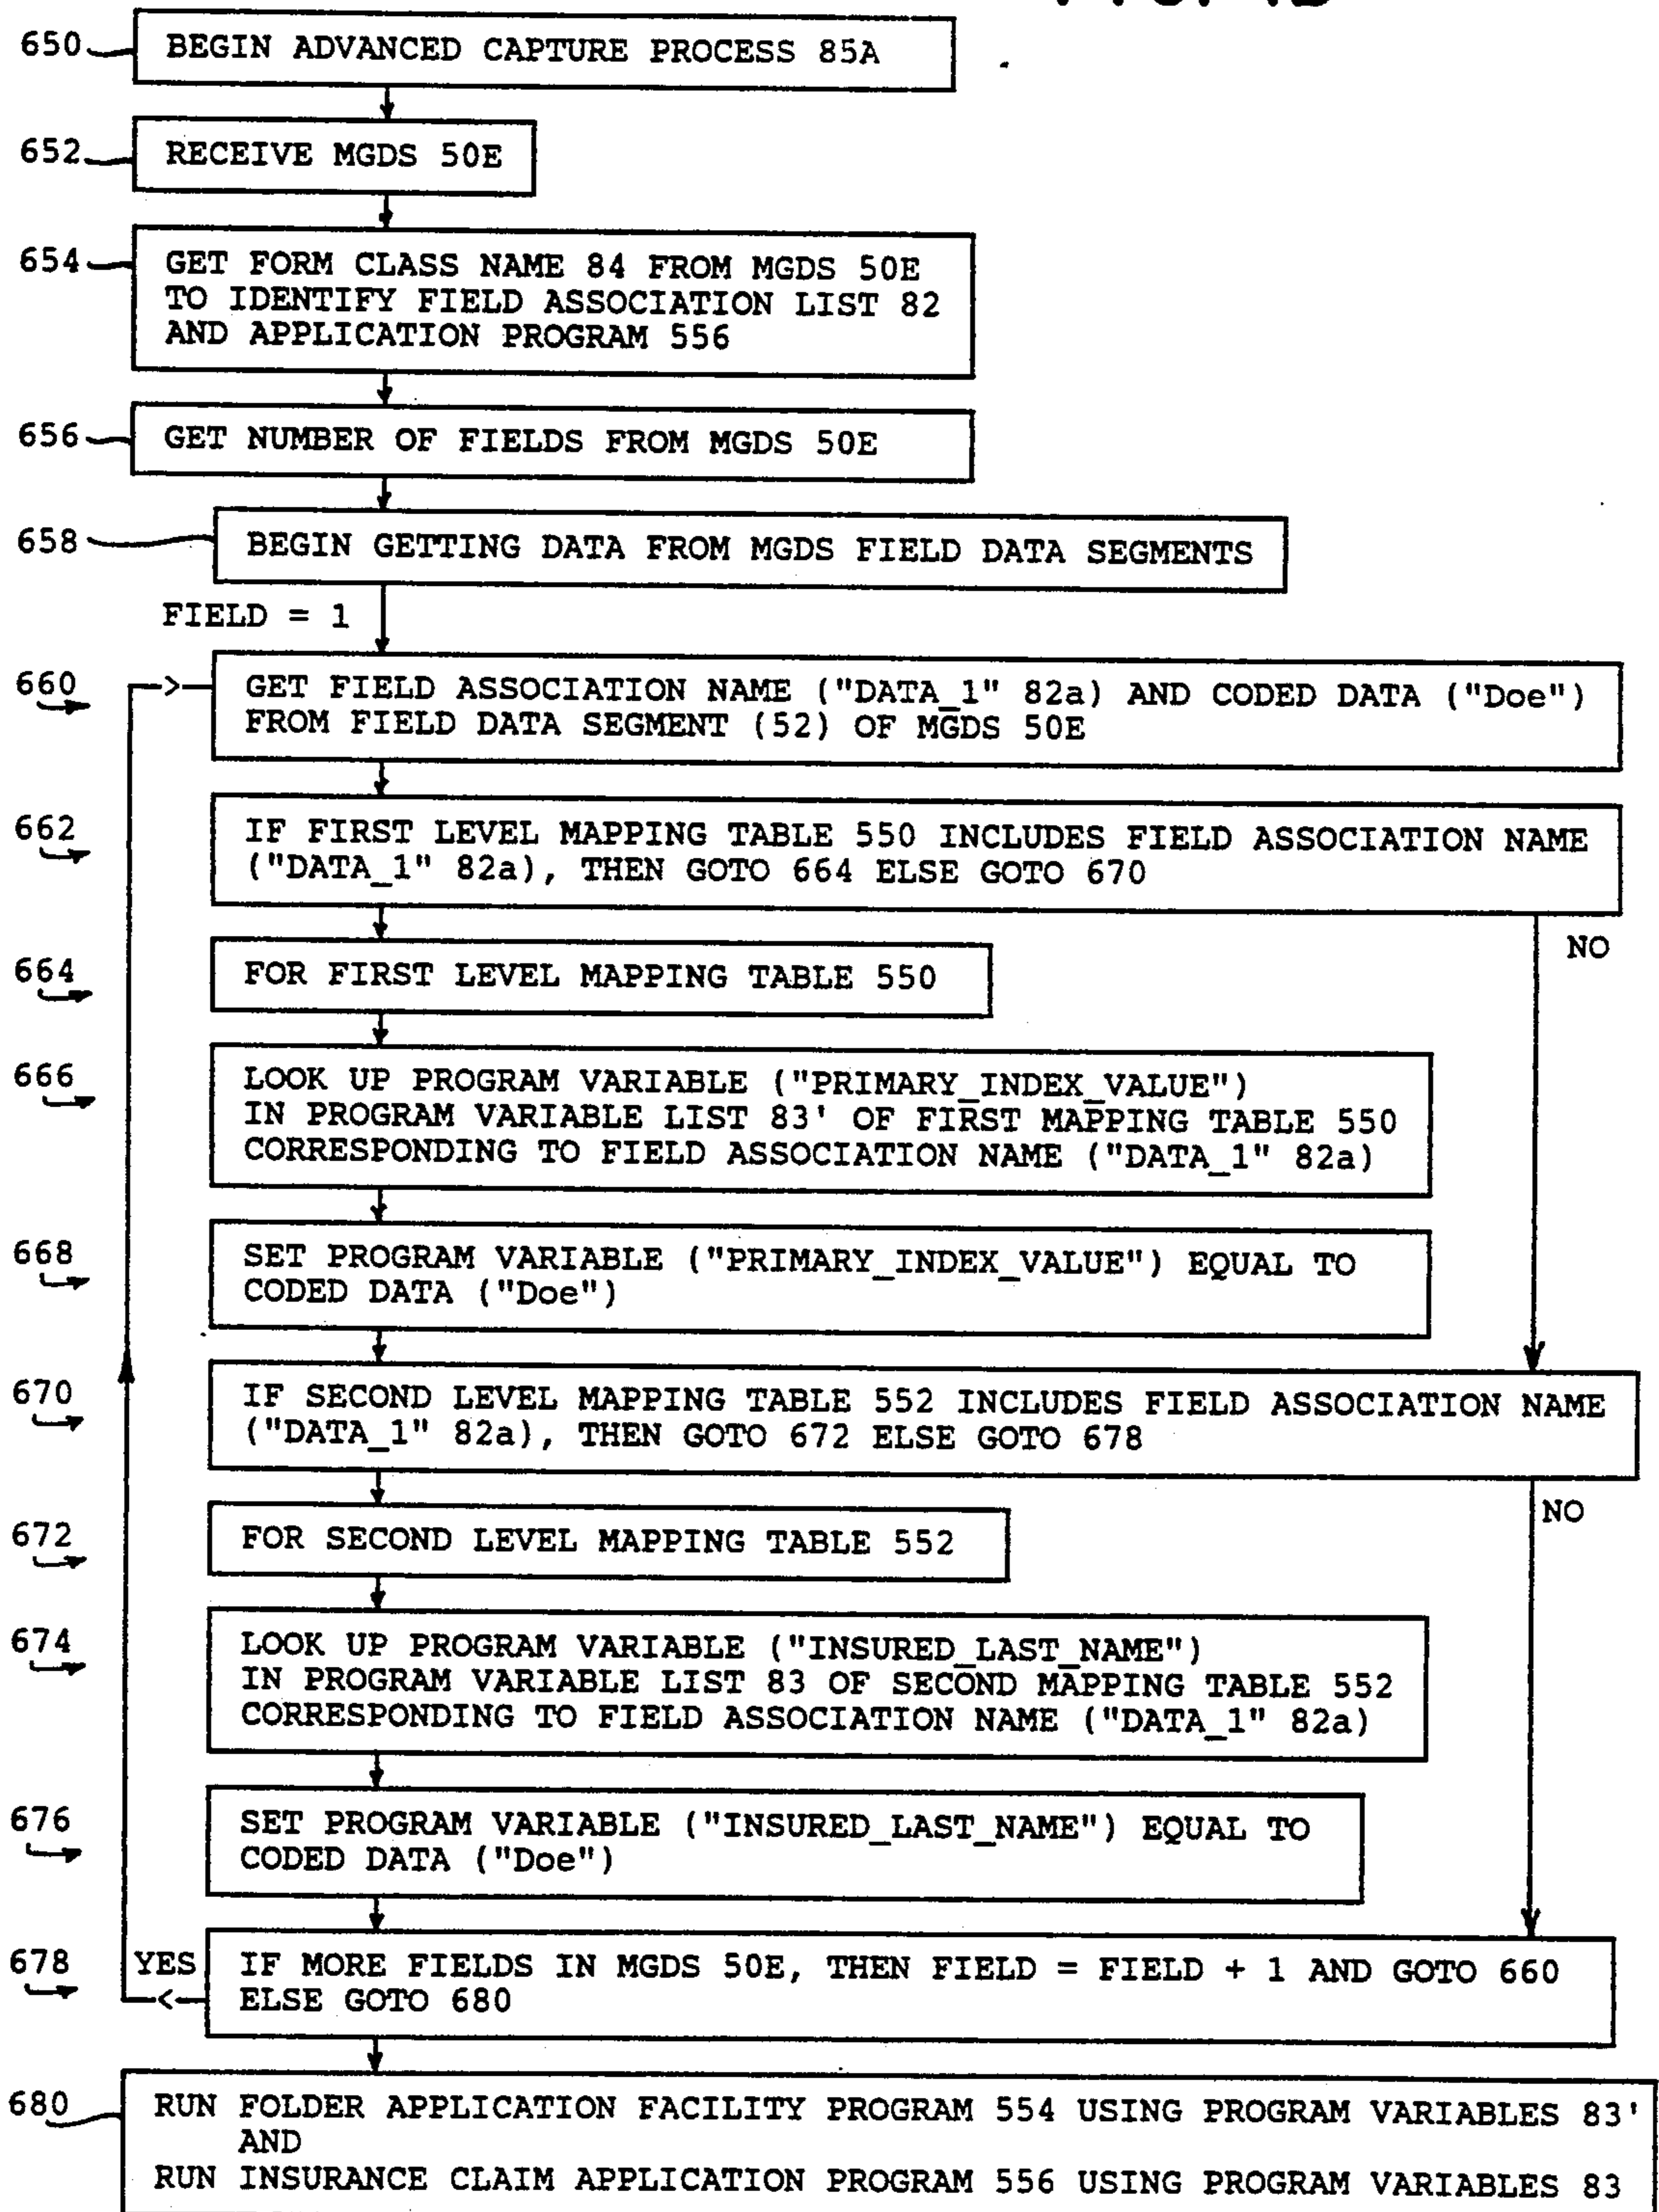 650 BEGIN ADVANCED CAPTURE PROCESS 85A
652 RECEIVE MGDS 50E
654 GET FORM CLASS NAME 84 FROM MGDS 50E
TO IDENTIFY FIELD ASSOCIATION LIST 82
AND APPLICATION PROGRAM 556
656 GET NUMBER OF FIELDS FROM MGDS 50E
658 BEGIN GETTING DATA FROM MGDS FIELD DATA SEGMENTS
FIELD = 1
660 GET FIELD ASSOCIATION NAME ("DATA_1" 82a) AND CODED DATA ("Doe")
FROM FIELD DATA SEGMENT (52) OF MGDS 50E
662 IF FIRST LEVEL MAPPING TABLE 550 INCLUDES FIELD ASSOCIATION NAME
("DATA_1" 82a), THEN GOTO 664 ELSE GOTO 670
NO
664 FOR FIRST LEVEL MAPPING TABLE 550
666 LOOK UP PROGRAM VARIABLE ("PRIMARY_INDEX_VALUE")
IN PROGRAM VARIABLE LIST 83' OF FIRST MAPPING TABLE 550
CORRESPONDING TO FIELD ASSOCIATION NAME ("DATA_1" 82a)
668 SET PROGRAM VARIABLE ("PRIMARY_INDEX_VALUE") EQUAL TO
CODED DATA ("Doe")
670 IF SECOND LEVEL MAPPING TABLE 552 INCLUDES FIELD ASSOCIATION NAME
("DATA_1" 82a), THEN GOTO 672 ELSE GOTO 678
NO
672 FOR SECOND LEVEL MAPPING TABLE 552
674 LOOK UP PROGRAM VARIABLE ("INSURED_LAST_NAME")
IN PROGRAM VARIABLE LIST 83 OF SECOND MAPPING TABLE 552
CORRESPONDING TO FIELD ASSOCIATION NAME ("DATA_1" 82a)
676 SET PROGRAM VARIABLE ("INSURED_LAST_NAME") EQUAL TO
CODED DATA ("Doe")
678 YES IF MORE FIELDS IN MGDS 50E, THEN FIELD = FIELD + 1 AND GOTO 660
ELSE GOTO 680
680 RUN FOLDER APPLICATION FACILITY PROGRAM 554 USING PROGRAM VARIABLES 83'
AND
RUN INSURANCE CLAIM APPLICATION PROGRAM 556 USING PROGRAM VARIABLES 83